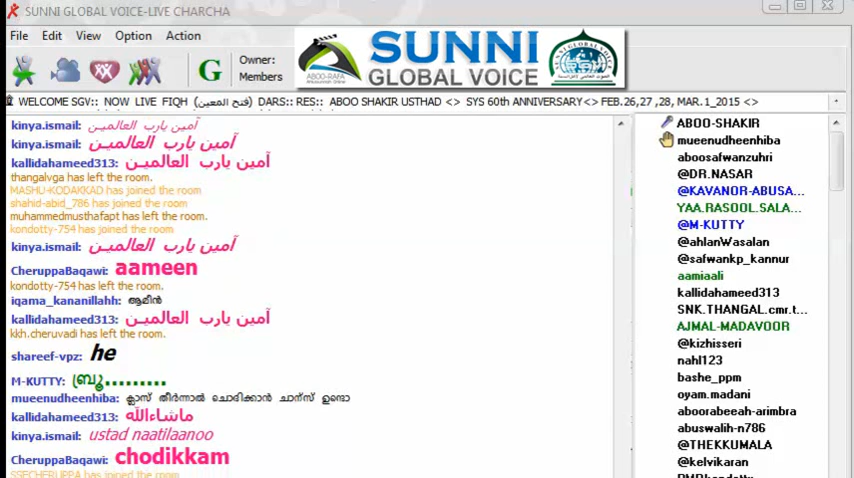 SUNNI GLOBAL VOICE-LIVE CHARCHA
File Edit View Option Action
Owner:
Members
G
ABOO-RAFA
SUNNI
GLOBAL VOICE
WELCOME SGV:: NOW LIVE FIQH (فتح المعين) DARS:: RES:: ABOO SHAKIR USTHAD <> SYS 60th ANNIVERSARY<> FEB.26,27 ,28, MAR.1_2015 <>
kinya.ismail: آمين يارب العالميـن
kinya.ismail: آمين يارب العالميـن
kallidahameed313: آمين يارب العالميـن
thangalvga has left the room.
MASHU-KODAKKAD has joined the room
shahid-abid_786 has joined the room
muhammedmusthafapt has left the room.
kondotty-754 has joined the room
kinya.ismail: آمين يارب العالميـن
CheruppaBaqawi: aameen
kondotty-754 has left the room.
iqama_kananillahh: ആമീൻ
kallidahameed313: آمين يارب العالميـن
kkh.cheruvadi has left the room.
shareef-vpz: he
M-KUTTY: ബ്രൂ.........
mueenudheenhiba: ക്ലാസ് തീർന്നാൽ ചൊദിക്കാൻ ചാന്സ് ഉണ്ടൊ
kallidahameed313: ماشاءالله
kinya.ismail: ustad naatilaanoo
CheruppaBaqawi: chodikkam
SSECHERUPPA has joined the room
ABOO-SHAKIR
mueenudheenhiba
aboosafwanzuhri
@DR.NASAR
@KAVANOR-ABUSA...
YAA.RASOOL.SALA...
@M-KUTTY
@ahlanWasalan
@safwankp_kannur
aamiaali
kallidahameed313
SNK.THANGAL.cmr.t...
AJMAL-MADAVOOR
@kizhisseri
nahl123
bashe_ppm
oyam.madani
aboorabeeah-arimbra
abuswalih-n786
@THEKKUMALA
@kelvikaran